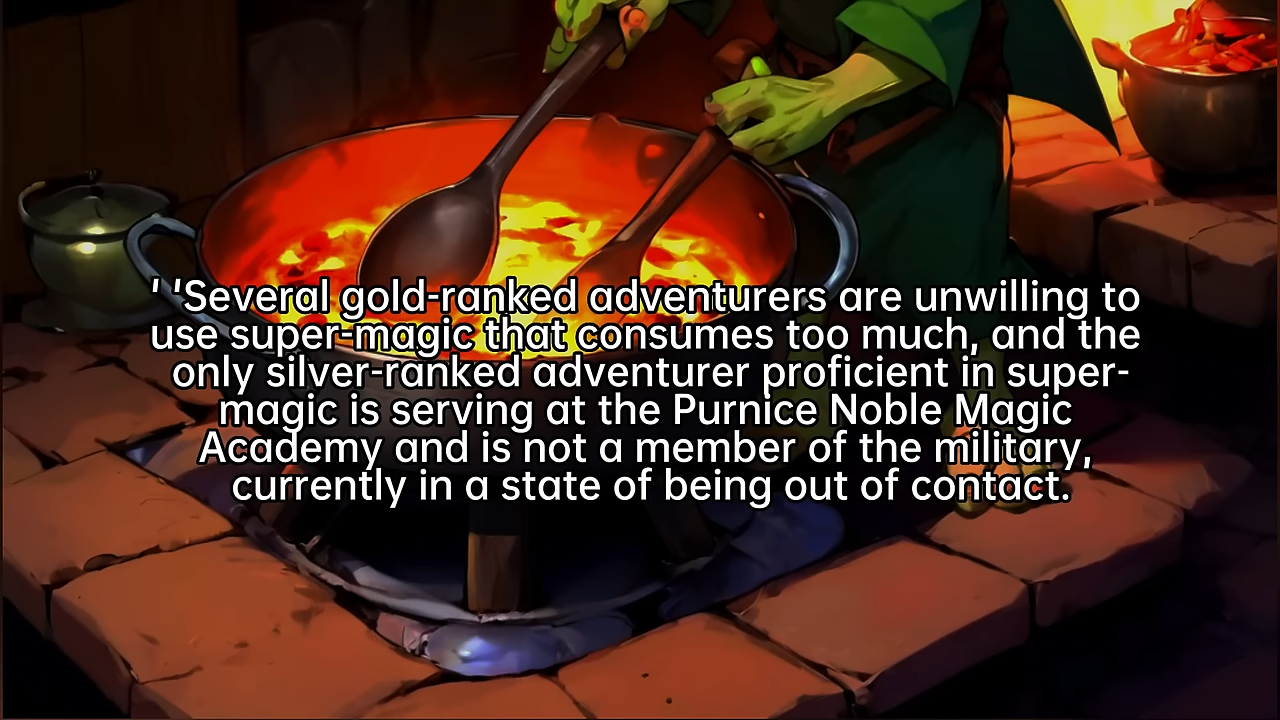 ' 'Several gold-ranked adventurers are unwilling to
use super-magic that consumes too much, and the
only silver-ranked adventurer proficient in super-
magic is serving at the Purnice Noble Magic
Academy and is not a member of the military,
currently in a state of being out of contact.